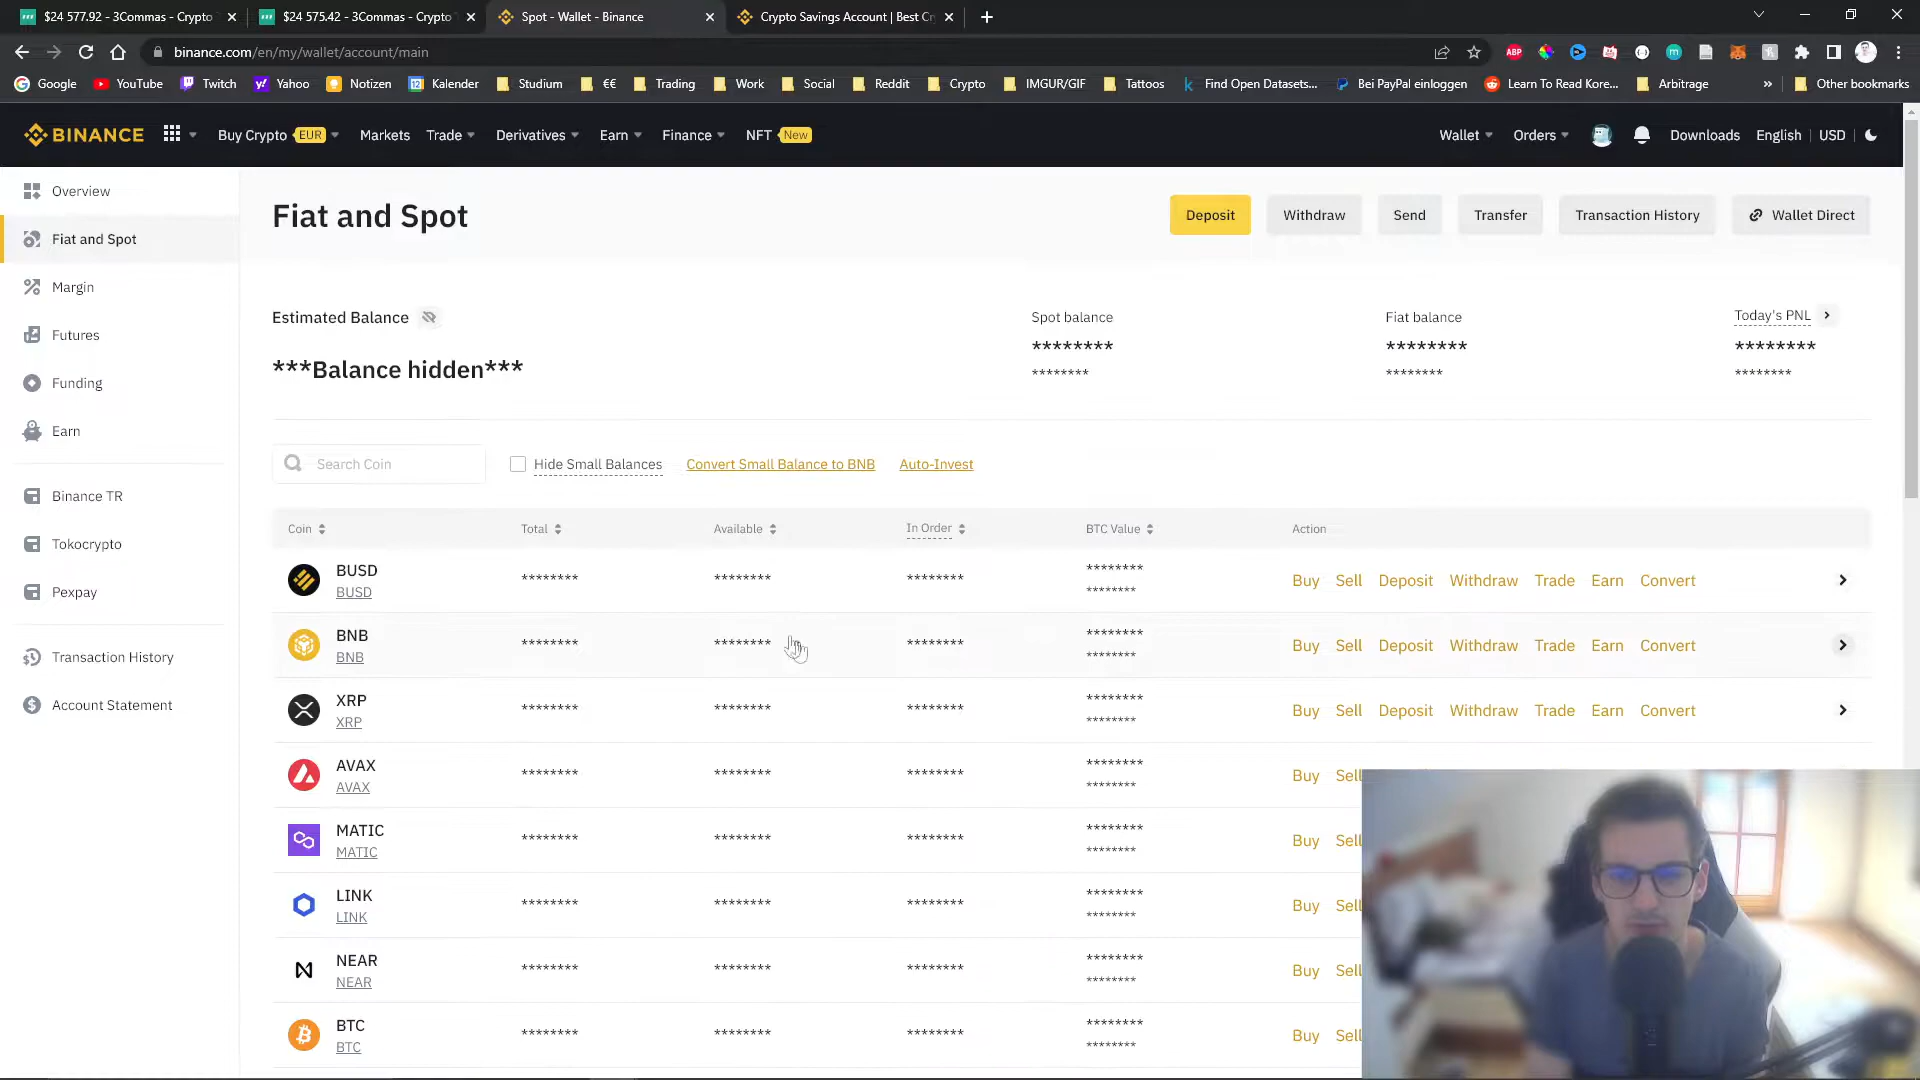 $24 577.92 - 3Commas - Crypto
$24 575.42 - 3Commas - Crypto
Spot - Wallet - Binance
Crypto Savings Account | Best Cr
binance.com/en/my/wallet/account/main
ABP
Google
YouTube
Twitch
Yahoo
Notizen
Kalender
Studium
€€
Trading
Work
Social
Reddit
Crypto
IMGUR/GIF
Tattoos
Find Open Datasets...
Bei PayPal einloggen
Learn To Read Kore...
Arbitrage
»
Other bookmarks
BINANCE
Buy Crypto EUR
Markets
Trade
Derivatives
Earn
Finance
NFT New
Wallet
Orders
Downloads
English
USD
Overview
Fiat and Spot
Margin
Futures
Funding
Earn
Binance TR
Tokocrypto
Pexpay
Transaction History
Account Statement
Fiat and Spot
Deposit
Withdraw
Send
Transfer
Transaction History
Wallet Direct
Estimated Balance
***Balance hidden***
Spot balance
********
********
Fiat balance
********
********
Today's PNL
********
********
Search Coin
Hide Small Balances
Convert Small Balance to BNB
Auto-Invest
Coin Total Available In Order BTC Value Action
BUSD
BUSD
******** ******** ******** ********
********
Buy Sell Deposit Withdraw Trade Earn Convert
BNB
BNB
******** ******** ******** ********
********
Buy Sell Deposit Withdraw Trade Earn Convert
XRP
XRP
******** ******** ******** ********
********
Buy Sell Deposit Withdraw Trade Earn Convert
AVAX
AVAX
******** ******** ******** ********
********
Buy Sell
MATIC
MATIC
******** ******** ******** ********
********
Buy Sell
LINK
LINK
******** ******** ******** ********
********
Buy Sell
NEAR
NEAR
******** ******** ******** ********
********
Buy Sell
BTC
BTC
******** ******** ******** ********
********
Buy Sell